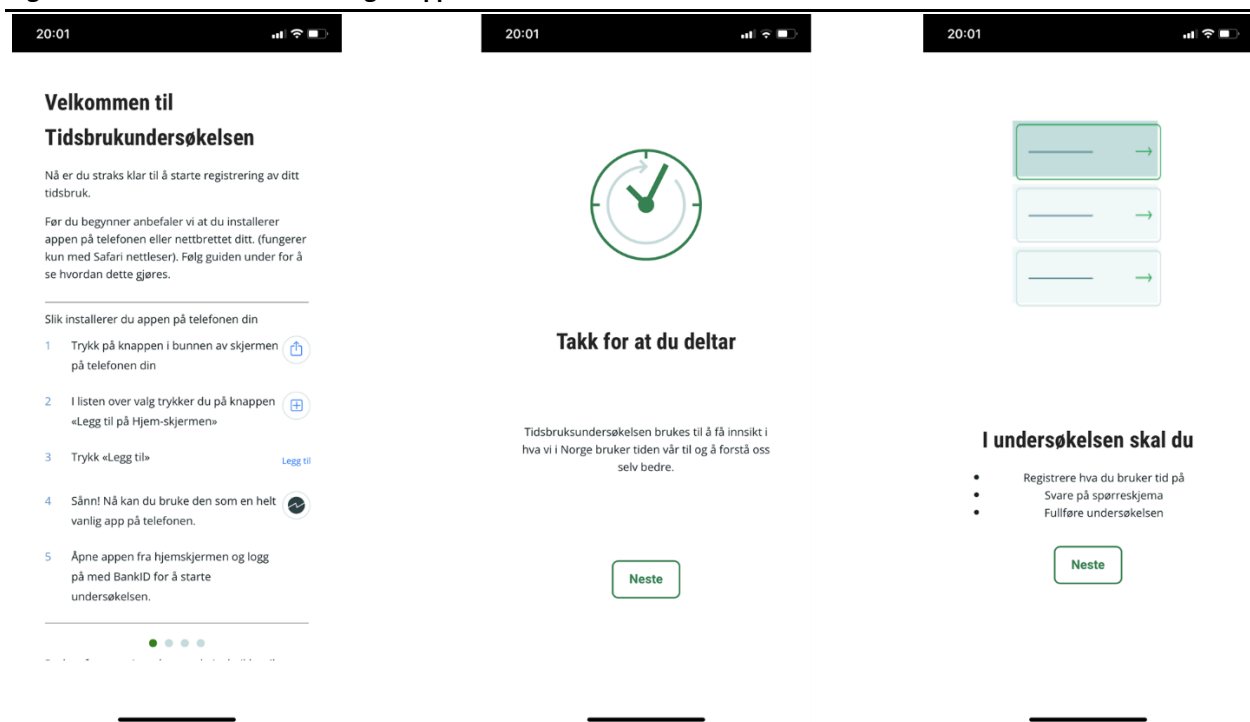 20:01
Velkommen til
Tidsbrukundersøkelsen
Nå er du straks klar til å starte registrering av ditt
tidsbruk.
Før du begynner anbefaler vi at du installerer
appen på telefonen eller nettbrettet ditt. (fungerer
kun med Safari nettleser). Følg guiden under for å
se hvordan dette gjøres.
Slik installerer du appen på telefonen din
1 Trykk på knappen i bunnen av skjermen
på telefonen din
2 I listen over valg trykker du på knappen
«Legg til på Hjem-skjermen»
3 Trykk «Legg til» Legg til
4 Sånn! Nå kan du bruke den som en helt
vanlig app på telefonen.
5 Åpne appen fra hjemskjermen og logg
på med BankID for å starte
undersøkelsen.
20:01
Takk for at du deltar
Tidsbruksundersøkelsen brukes til å få innsikt i
hva vi i Norge bruker tiden vår til og å forstå oss
selv bedre.
Neste
20:01
I undersøkelsen skal du
• Registrere hva du bruker tid på
• Svare på spørreskjema
• Fullføre undersøkelsen
Neste